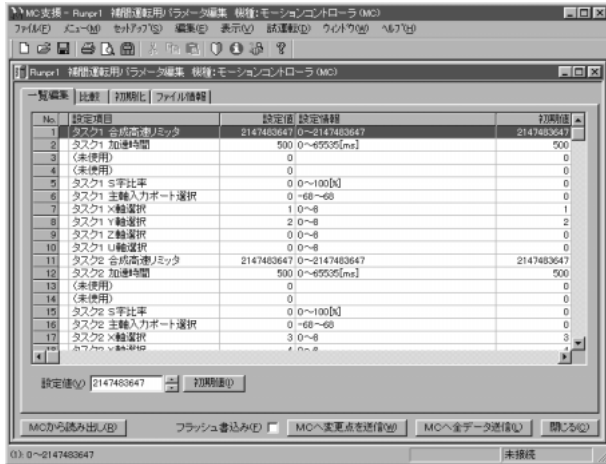 MC支援 - Runpr1 補間運転用パラメータ編集 機種:モーションコントローラ(MC)
ファイル(F) メニュー(M) セットアップ(S) 編集(E) 表示(V) 試運転(D) ウィンドウ(W) ヘルプ(H)
Runpr1 補間運転用パラメータ編集 機種:モーションコントローラ(MC)
一覧編集 比較 初期化 ファイル情報
No. 設定項目 設定値 設定情報 初期値
1 タスク1 合成高速リミッタ 2147483647 0~2147483647 2147483647
2 タスク1 加速時間 500 0~65535[ms] 500
3 (未使用) 0 0
4 (未使用) 0 0
5 タスク1 S字比率 0 0~100[%] 0
6 タスク1 主軸入力ポート選択 0 -68~68 0
7 タスク1 X軸選択 1 0~8 1
8 タスク1 Y軸選択 2 0~8 2
9 タスク1 Z軸選択 0 0~8 0
10 タスク1 U軸選択 0 0~8 0
11 タスク2 合成高速リミッタ 2147483647 0~2147483647 2147483647
12 タスク2 加速時間 500 0~65535[ms] 500
13 (未使用) 0 0
14 (未使用) 0 0
15 タスク2 S字比率 0 0~100[%] 0
16 タスク2 主軸入力ポート選択 0 -68~68 0
17 タスク2 X軸選択 3 0~8 3
設定値(V) 2147483647 初期値(I)
MCから読み出し(R) フラッシュ書込み(F) MCへ変更点を送信(W) MCへ全データ送信(L) 閉じる(C)
(1): 0~2147483647 未接続